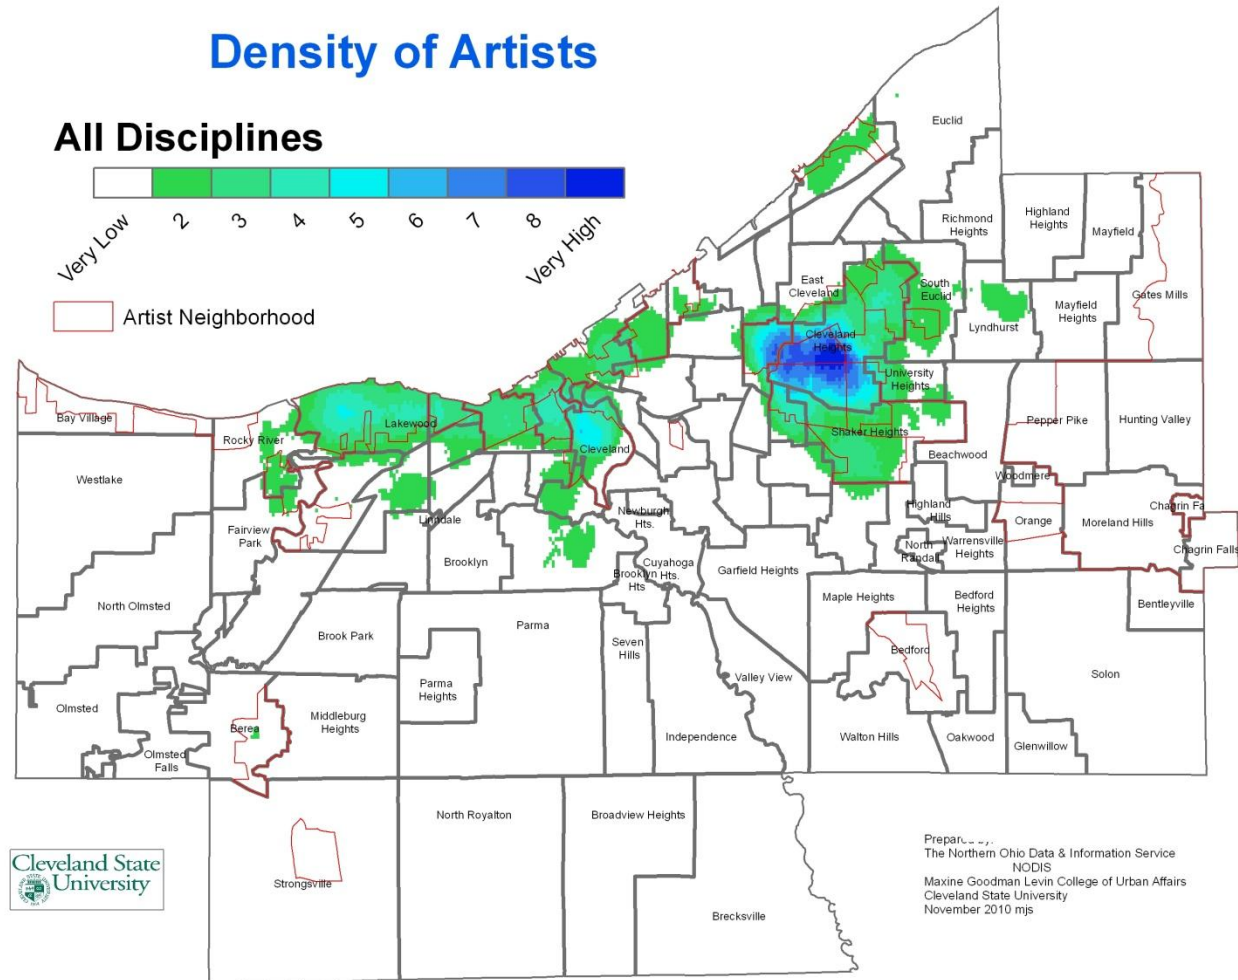 Density of Artists
All Disciplines
Very Low
2
3
4
5
6
7
8
Very High
Artist Neighborhood
Euclid
Richmond
Heights
Highland
Heights
Mayfield
East
Cleveland
South
Euclid
Gates Mills
Mayfield
Heights
Lyndhurst
Cleveland
Heights
University
Heights
Bay Village
Lakewood
Rocky River
Pepper Pike
Hunting Valley
Shaker Heights
Cleveland
Beachwood
Westlake
Woodmere
Highland
Hills
Chagrin Fa
Newburgh
Hts.
Linndale
Orange
Moreland Hills
Fairview
Park
Warrensville
Heights
North
Randall
Chagrin Falls
Brooklyn
Cuyahoga
Hts.
Garfield Heights
Brooklyn
Hts
Maple Heights
Bedford
Heights
Bentleyville
North Olmsted
Brook Park
Parma
Seven
Hills
Bedford
Valley View
Solon
Parma
Heights
Olmsted
Middleburg
Heights
Berea
Independence
Walton Hills
Oakwood
Glenwillow
Olmsted
Falls
North Royalton
Broadview Heights
Strongsville
Brecksville
Cleveland State
University
The Northern Ohio Data & Information Service
NODIS
Maxine Goodman Levin College of Urban Affairs
Cleveland State University
November 2010 mjs